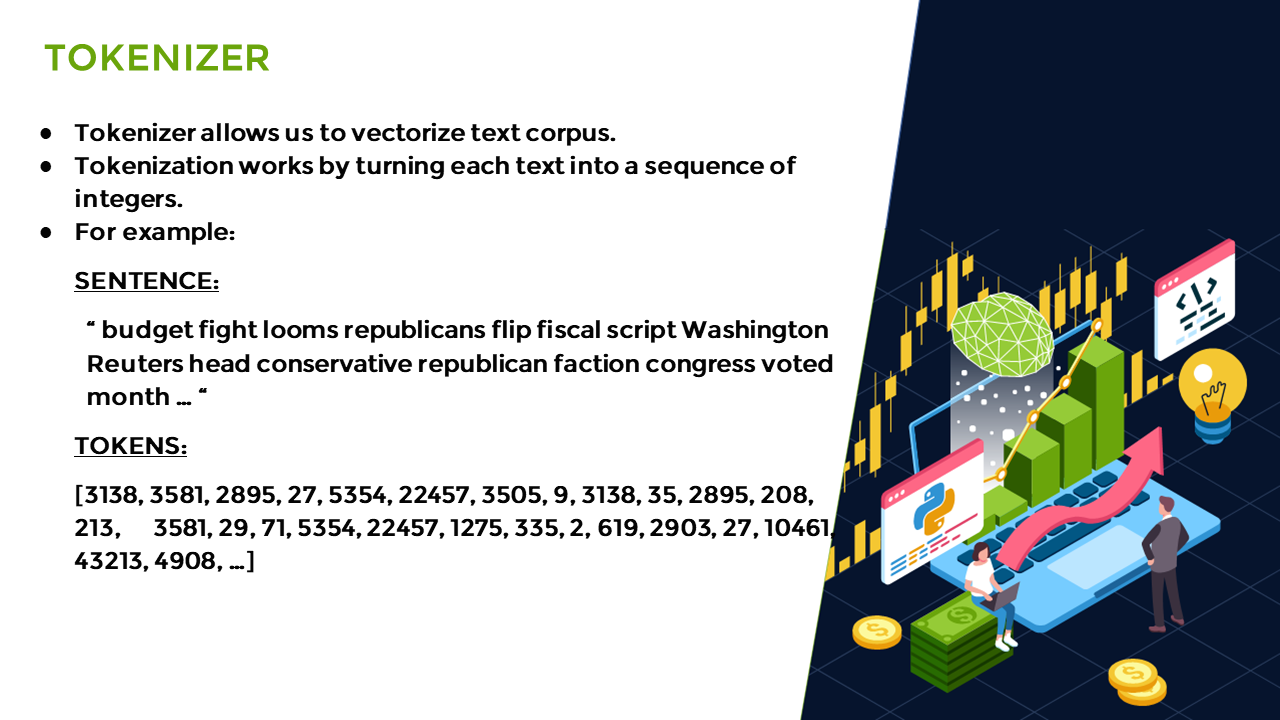 TOKENIZER
● Tokenizer allows us to vectorize text corpus.
● Tokenization works by turning each text into a sequence of
integers.
● For example:
SENTENCE:
“ budget fight looms republicans flip fiscal script Washington
Reuters head conservative republican faction congress voted
month … “
TOKENS:
[3138, 3581, 2895, 27, 5354, 22457, 3505, 9, 3138, 35, 2895, 208,
213, 3581, 29, 71, 5354, 22457, 1275, 335, 2, 619, 2903, 27, 10461,
43213, 4908, …]